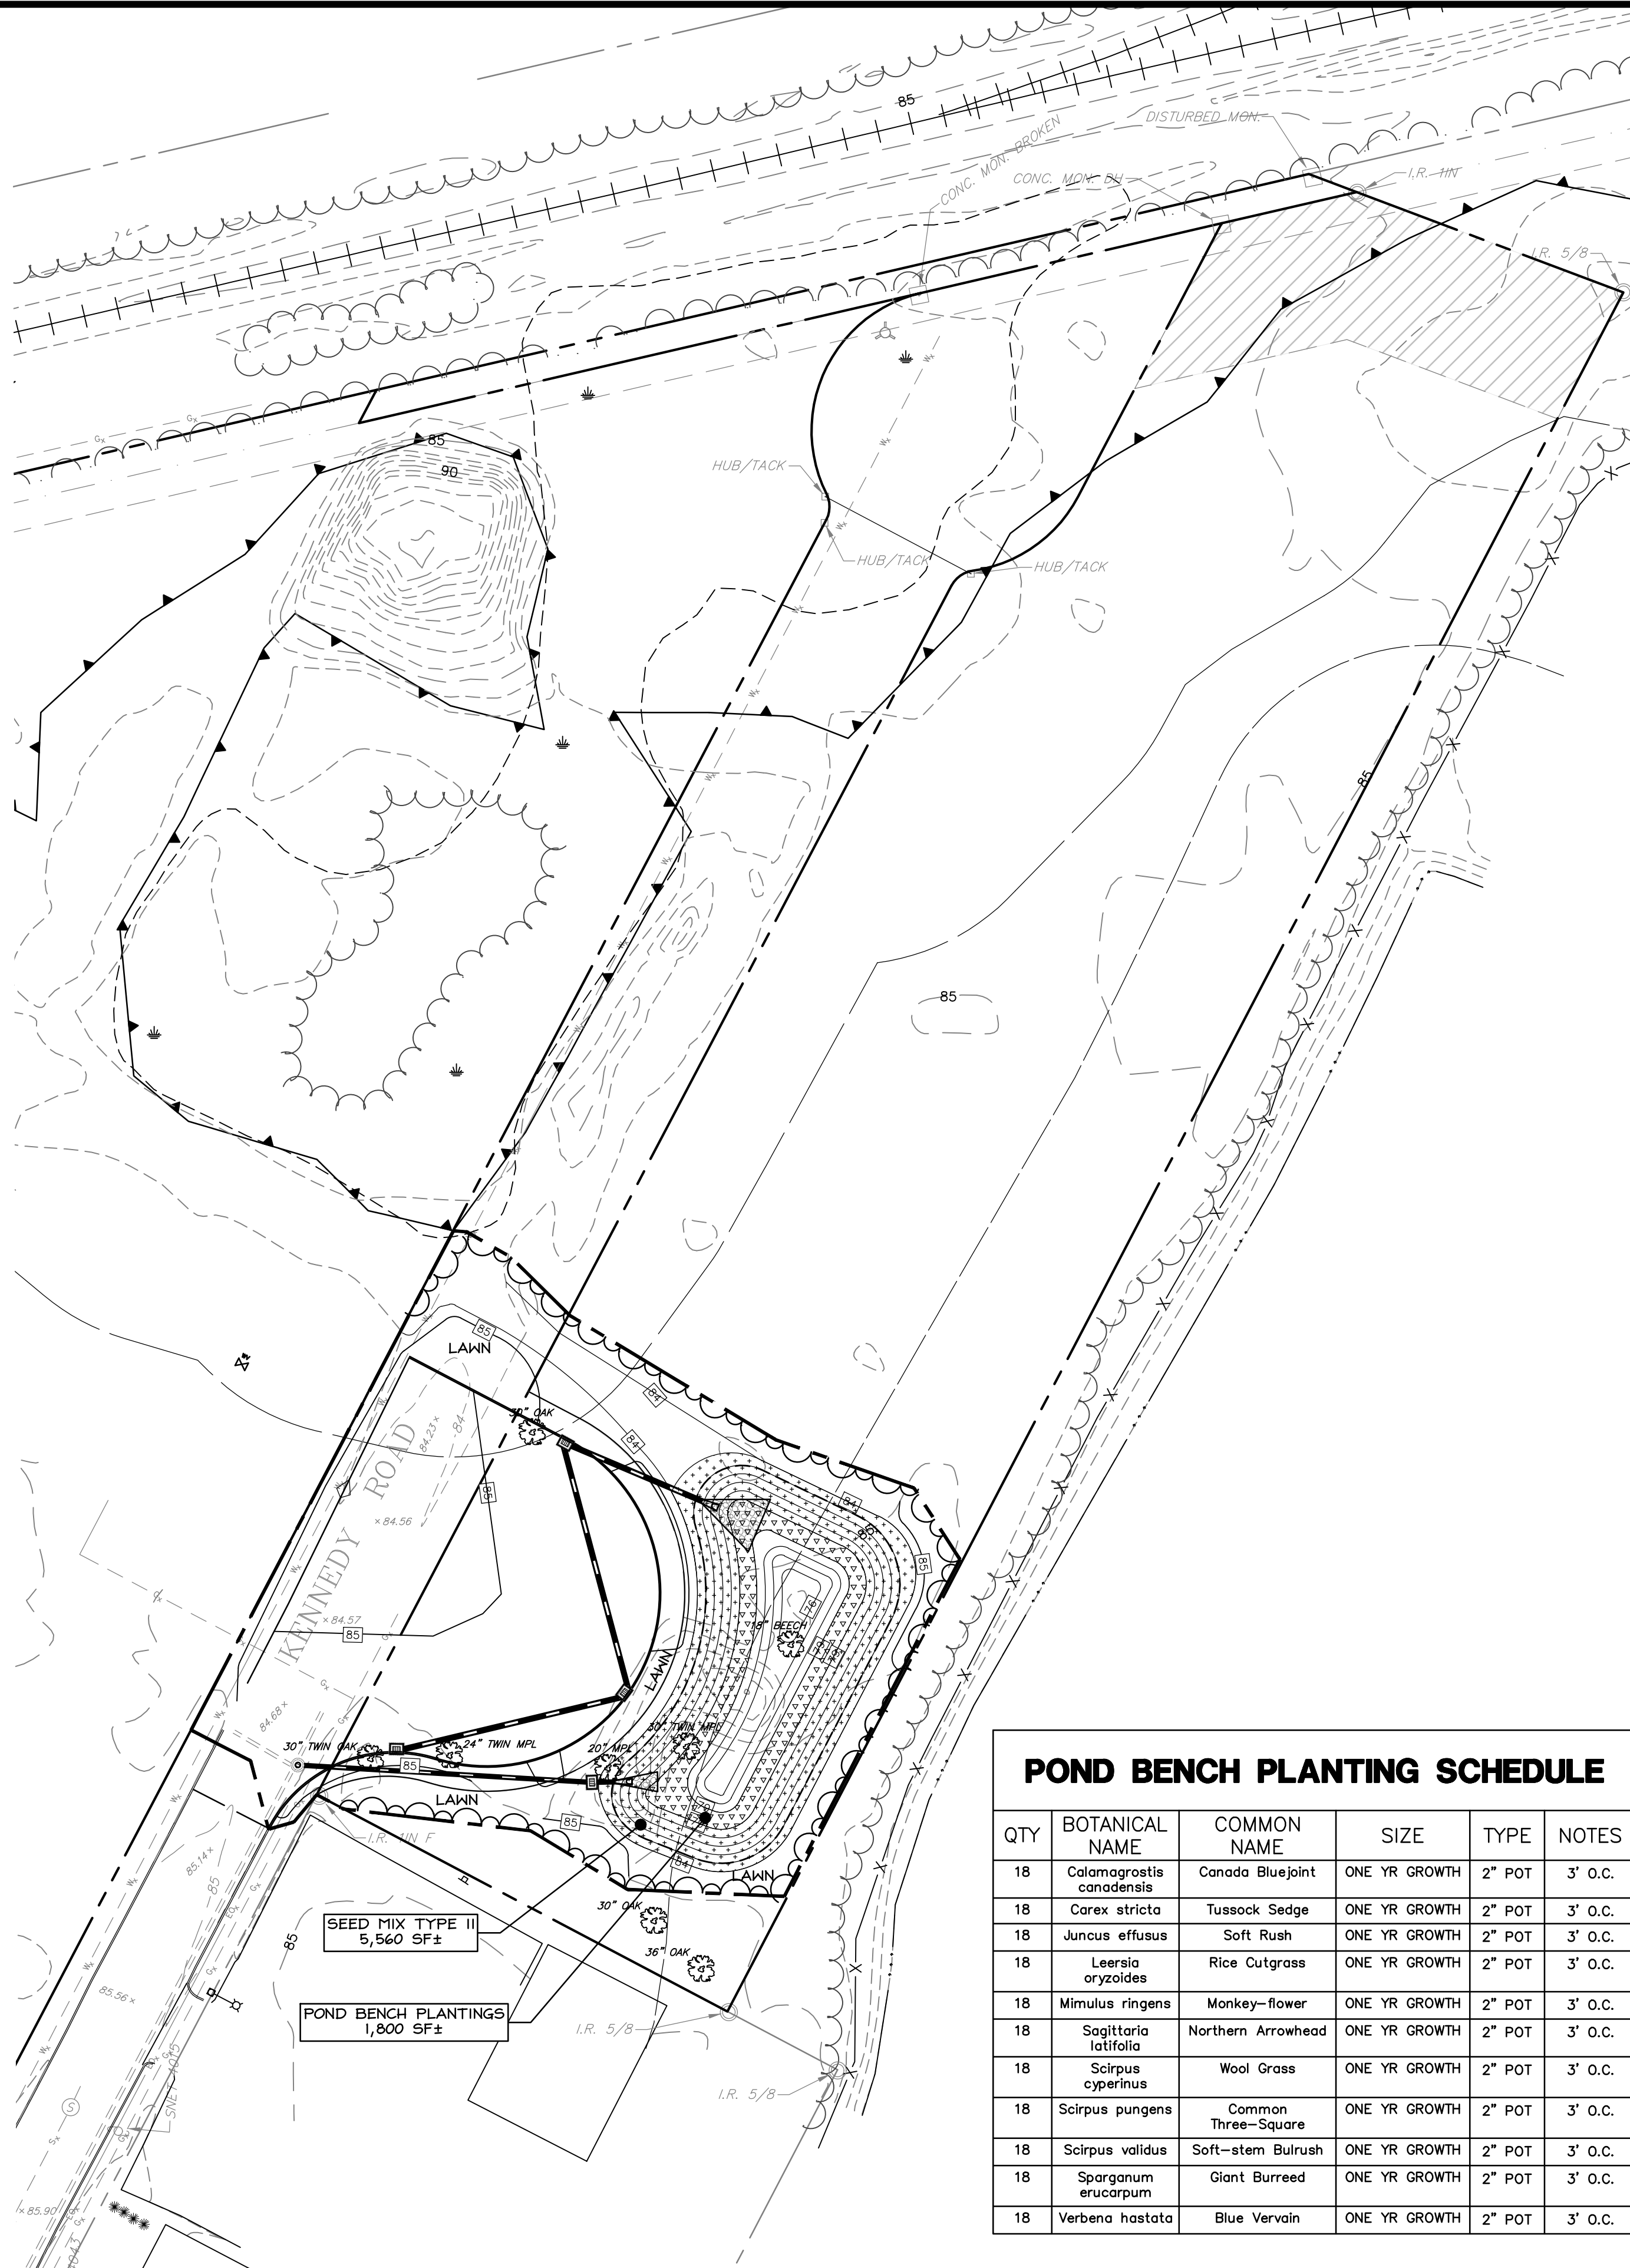 85
DISTURBED MON.
CONC. MON. BROKEN
CONC. MON. DH
I.R. 1IN
I.R. 5/8
85
90
HUB/TACK
HUB/TACK
HUB/TACK
85
85
85
LAWN
84
30" OAK
84
KENNEDY ROAD
84.23×
84
85
×84.56
84
85
85
×84.57
85
76
18" BEECH
LAWN
84.68×
30" TWIN MPL
30" TWIN OAK
24" TWIN MPL
20" MPL
85
LAWN
I.R. 1IN F
85
84
LAWN
85.14×
85
30" OAK
SEED MIX TYPE II
5,560 SF±
85
36" OAK
85.56×
POND BENCH PLANTINGS
1,800 SF±
I.R. 5/8
I.R. 5/8
S
×85.90
POND BENCH PLANTING SCHEDULE
QTY BOTANICAL NAME COMMON NAME SIZE TYPE NOTES
18 Calamagrostis canadensis Canada Bluejoint ONE YR GROWTH 2" POT 3' O.C.
18 Carex stricta Tussock Sedge ONE YR GROWTH 2" POT 3' O.C.
18 Juncus effusus Soft Rush ONE YR GROWTH 2" POT 3' O.C.
18 Leersia oryzoides Rice Cutgrass ONE YR GROWTH 2" POT 3' O.C.
18 Mimulus ringens Monkey-flower ONE YR GROWTH 2" POT 3' O.C.
18 Sagittaria latifolia Northern Arrowhead ONE YR GROWTH 2" POT 3' O.C.
18 Scirpus cyperinus Wool Grass ONE YR GROWTH 2" POT 3' O.C.
18 Scirpus pungens Common Three-Square ONE YR GROWTH 2" POT 3' O.C.
18 Scirpus validus Soft-stem Bulrush ONE YR GROWTH 2" POT 3' O.C.
18 Sparganum erucarpum Giant Burreed ONE YR GROWTH 2" POT 3' O.C.
18 Verbena hastata Blue Vervain ONE YR GROWTH 2" POT 3' O.C.